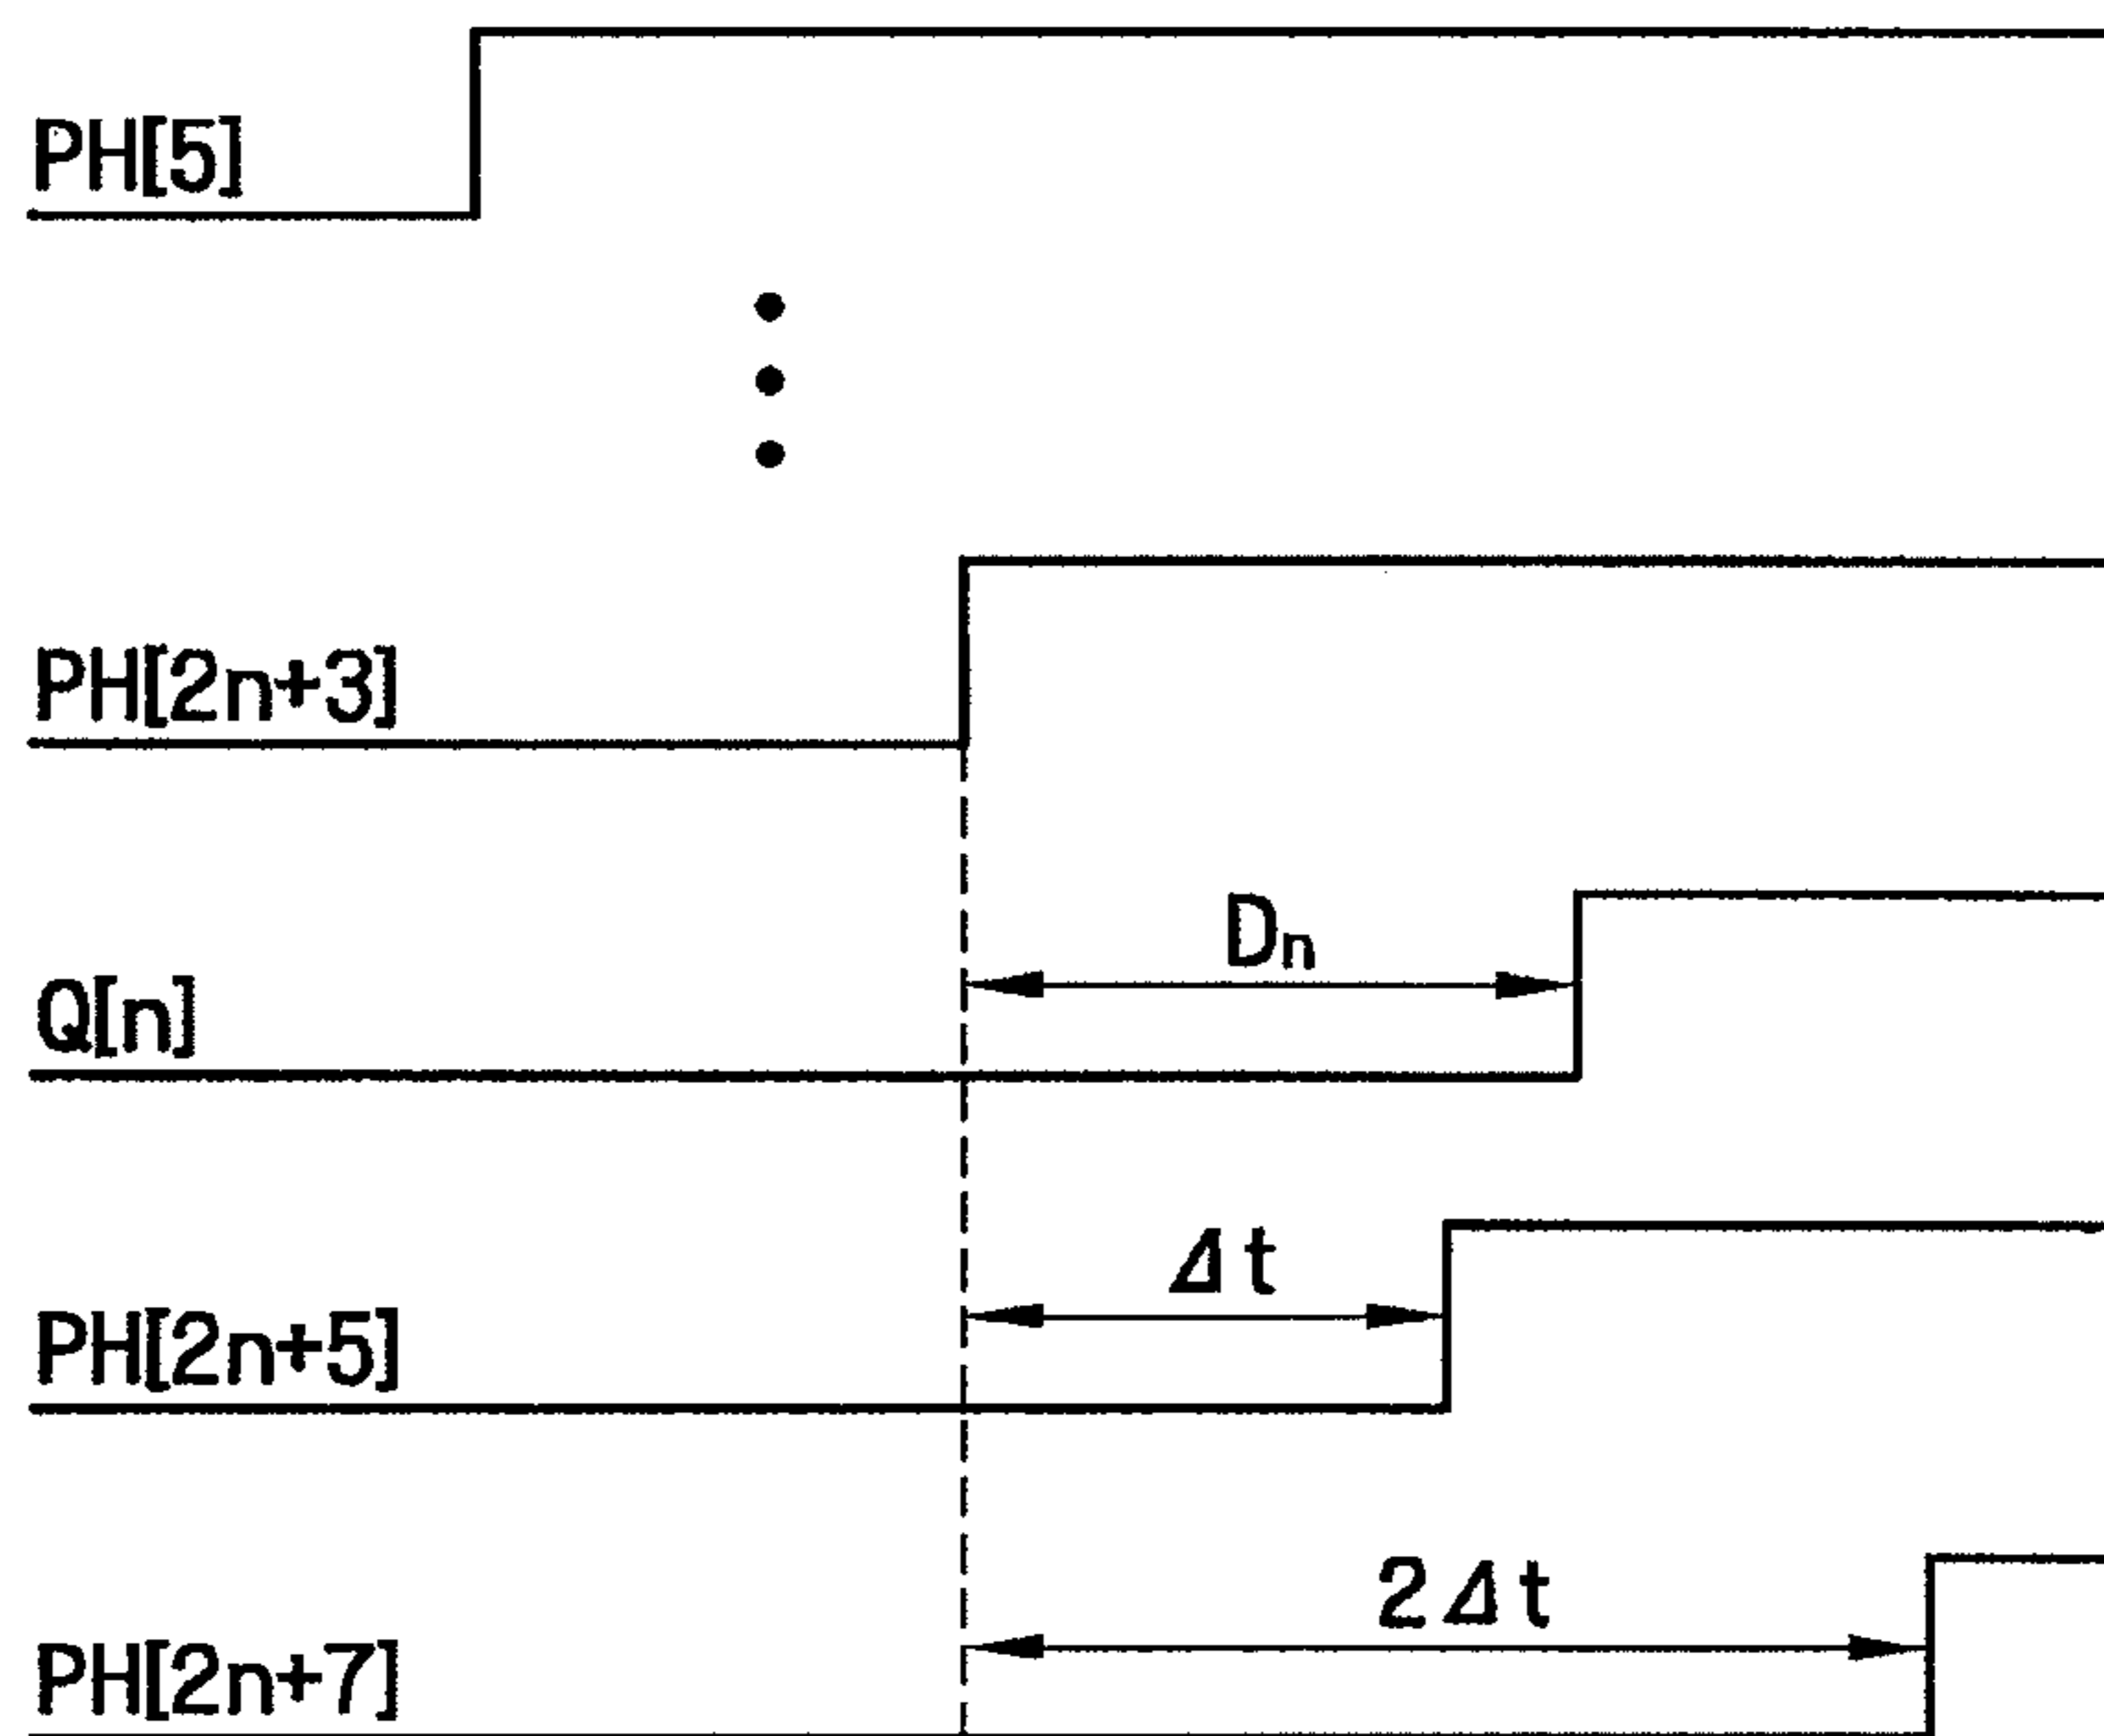 PH[5]
PH[2n+3]
Dn
Q[n]
Δt
PH[2n+5]
2Δt
PH[2n+7]